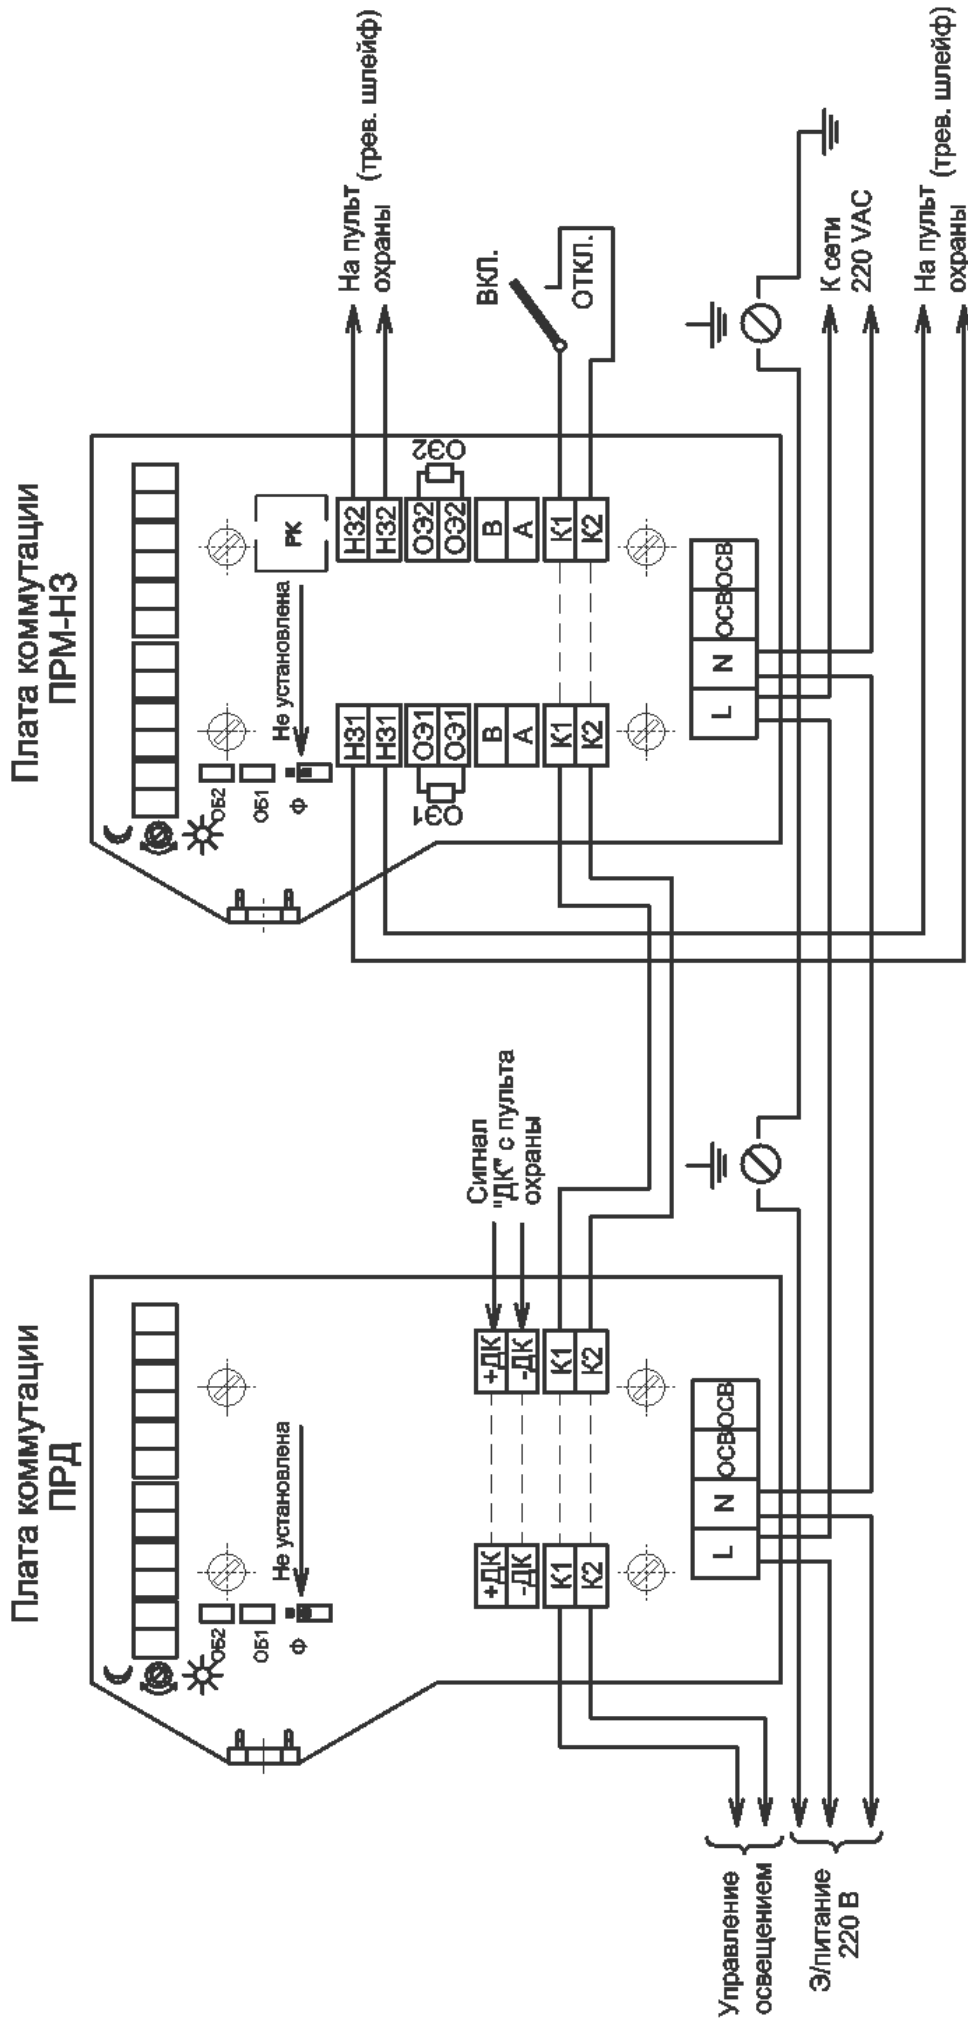 Плата коммутации
ПРД
ОБ2
ОБ1
Ф
Не установлена
+ДК
-ДК
К1
К2
+ДК
-ДК
К1
К2
L
N
ОСВ
ОСВ
Сигнал
"ДК" с пульта
охраны
Управление
освещением
Э/питание
220 В
Плата коммутации
ПРМ-НЗ
ОБ2
ОБ1
Ф
Не установлена
РК
НЗ1
НЗ1
ОЭ1
ОЭ1
ОЭ1
В
А
К1
К2
НЗ2
НЗ2
ОЭ2
ОЭ2
ОЭ2
В
А
К1
К2
L
N
ОСВ
ОСВ
На пульт
охраны
(трев. шлейф)
ВКЛ.
ОТКЛ.
К сети
220 VAC
На пульт
охраны
(трев. шлейф)